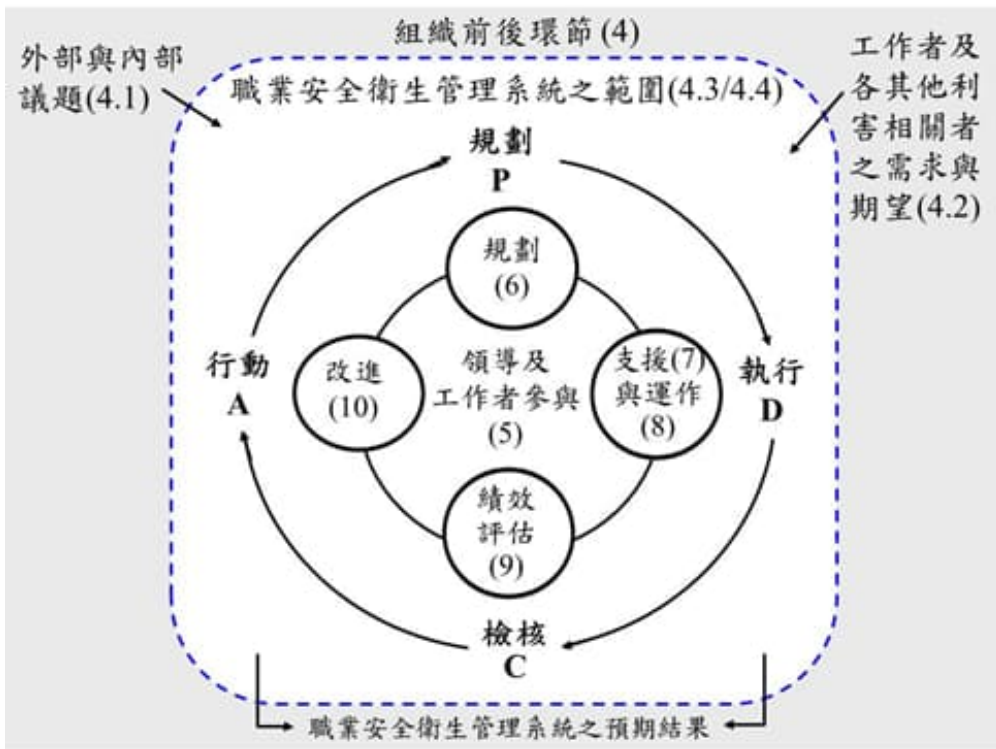 組織前後環節(4)
外部與內部
議題(4.1)
工作者及
各其他利
害相關者
之需求與
期望(4.2)
職業安全衛生管理系統之範圍(4.3/4.4)
規劃
P
規劃
(6)
行動
A
改進
(10)
領導及
工作者參與
(5)
支援(7)
與運作
(8)
執行
D
績效
評估
(9)
檢核
C
職業安全衛生管理系統之預期結果